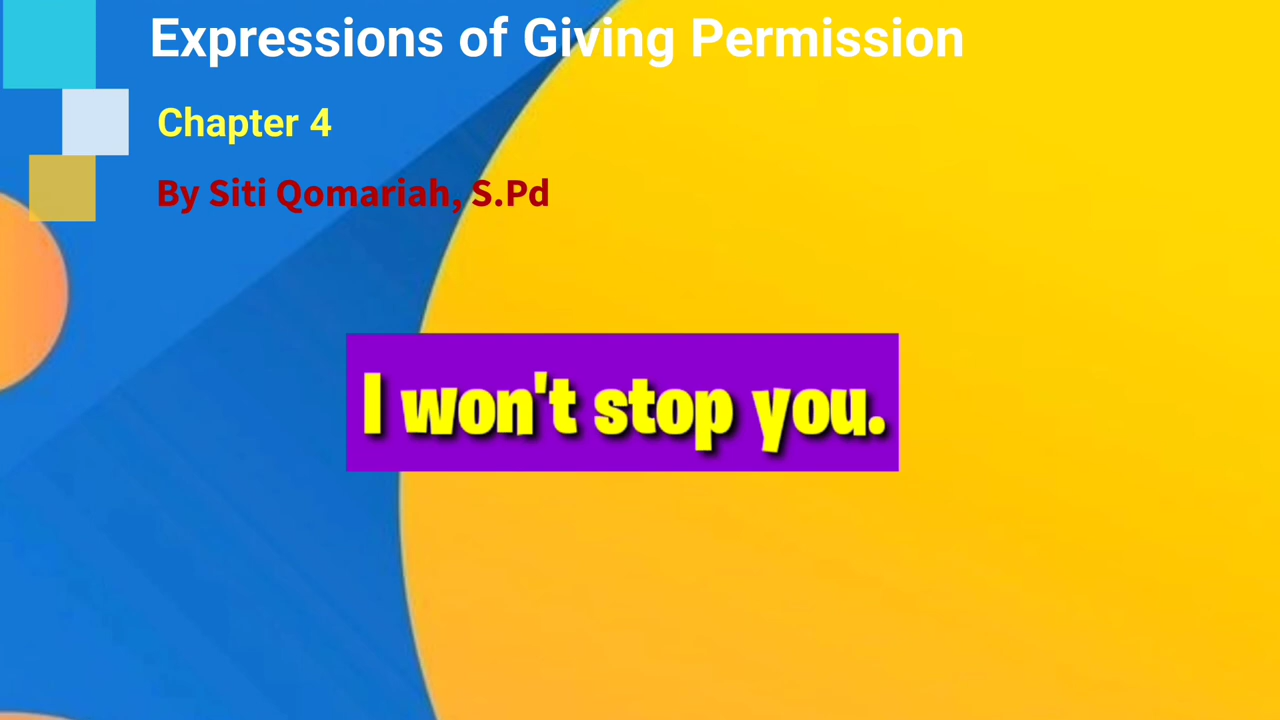 Expressions of Giving Permission
Chapter 4
By Siti Qomariah, S.Pd
I won't stop you.